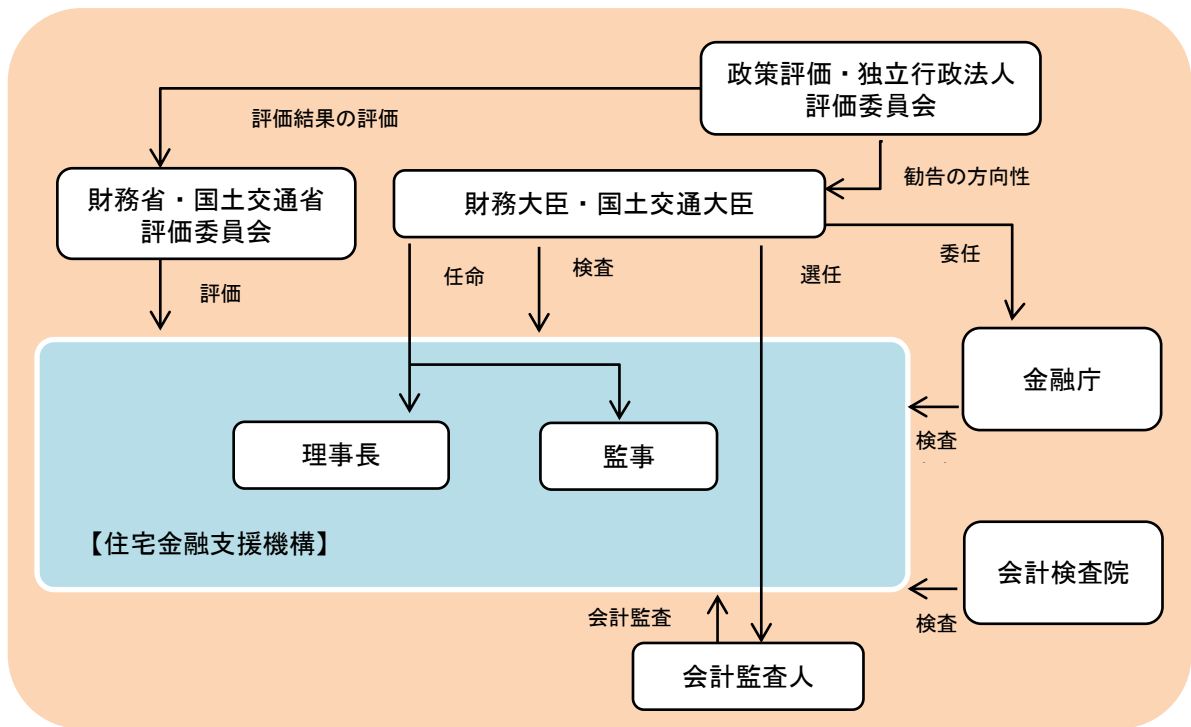 政策評価・独立行政法人
評価委員会
評価結果の評価
財務省・国土交通省
評価委員会
財務大臣・国土交通大臣
勧告の方向性
評価
任命
検査
選任
委任
金融庁
検査
理事長
監事
【住宅金融支援機構】
会計検査院
検査
会計監査
会計監査人